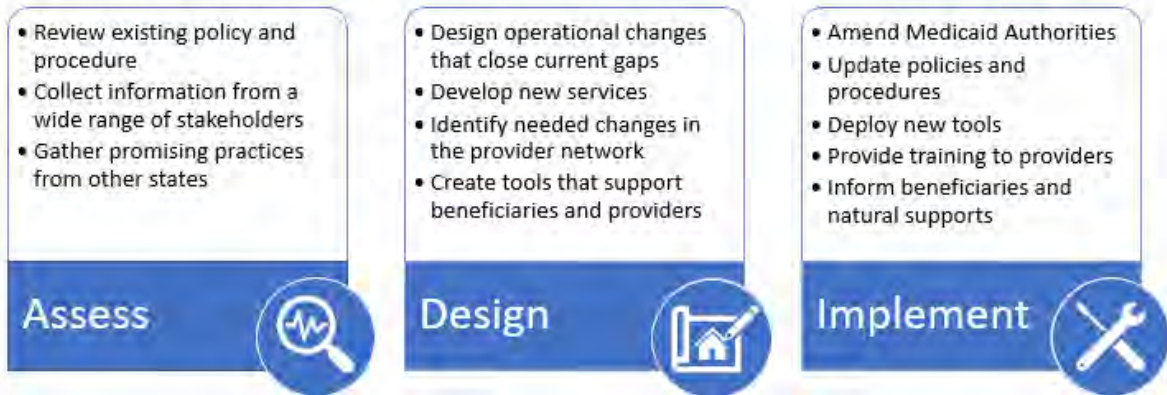 • Review existing policy and
procedure
• Collect information from a
wide range of stakeholders
• Gather promising practices
from other states
Assess
• Design operational changes
that close current gaps
• Develop new services
• Identify needed changes in
the provider network
• Create tools that support
beneficiaries and providers
Design
• Amend Medicaid Authorities
• Update policies and
procedures
• Deploy new tools
• Provide training to providers
• Inform beneficiaries and
natural supports
Implement